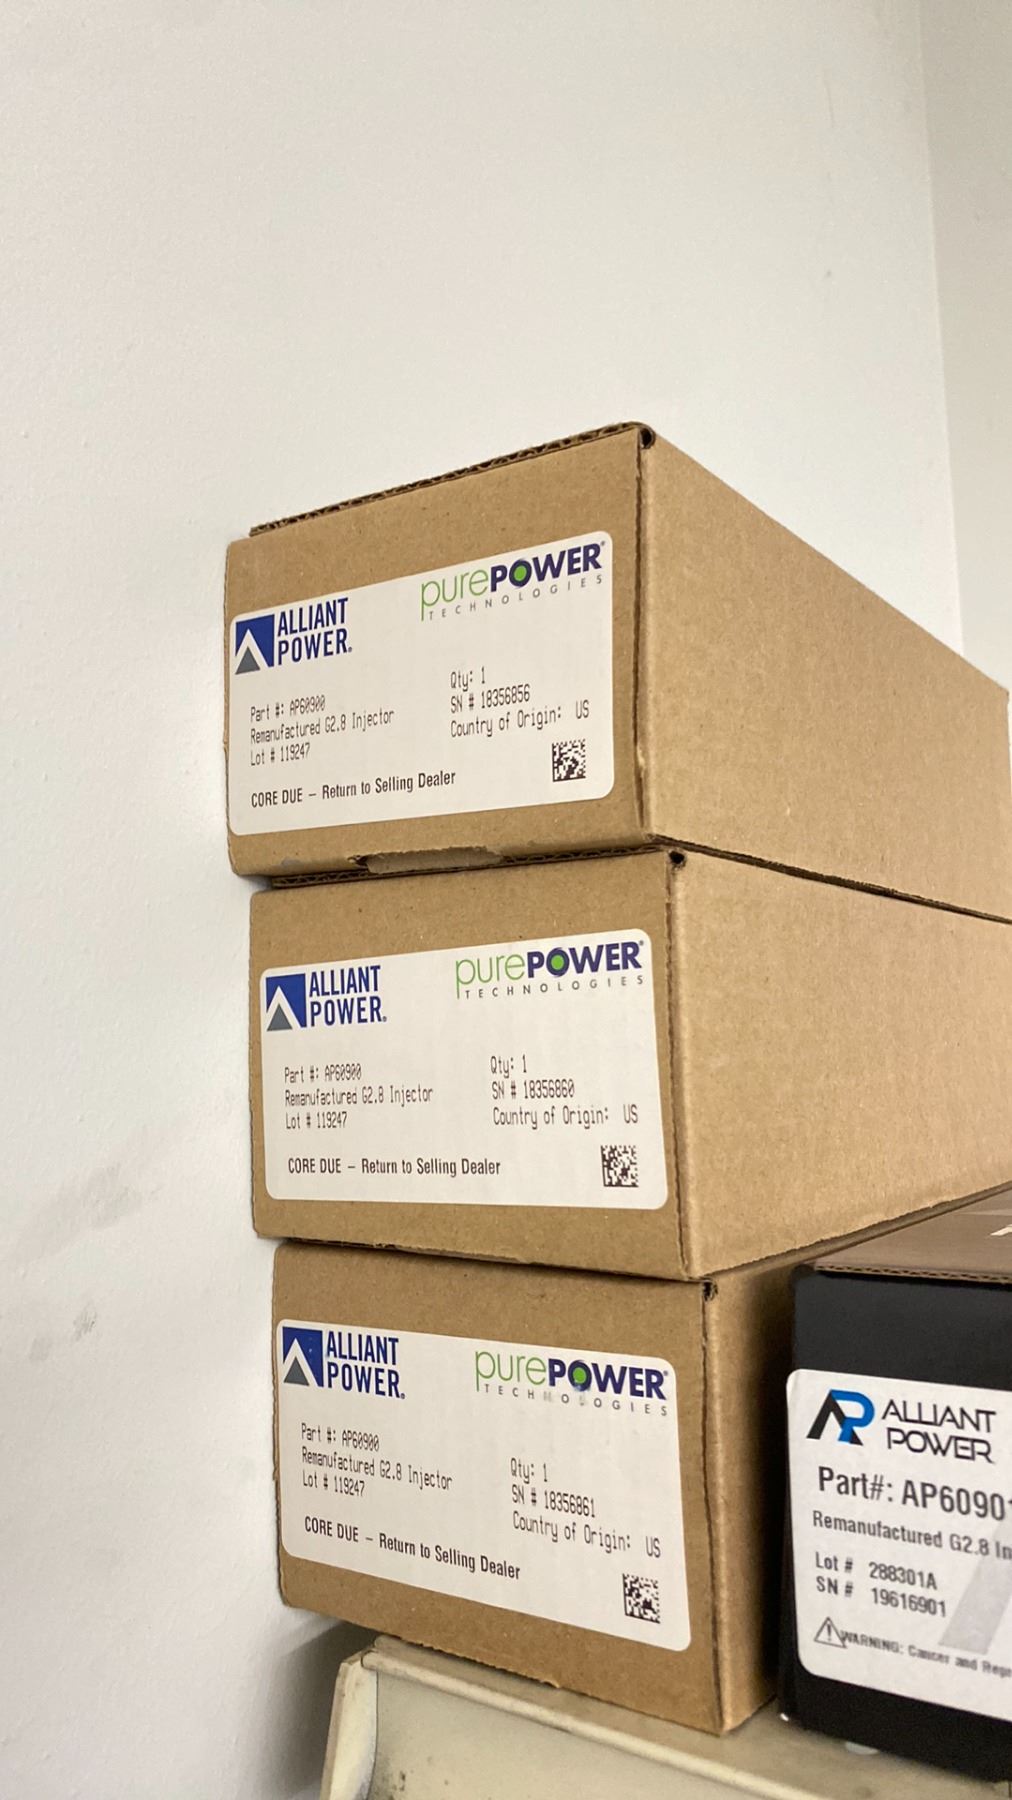 ALLIANT
POWER®
purePOWER®
TECHNOLOGIES
Part #: AP60900
Remanufactured G2.8 Injector
Lot # 119247
Qty: 1
SN # 18356856
Country of Origin: US
CORE DUE – Return to Selling Dealer
ALLIANT
POWER®
purePOWER®
TECHNOLOGIES
Part #: AP60900
Remanufactured G2.8 Injector
Lot # 119247
Qty: 1
SN # 18356860
Country of Origin: US
CORE DUE – Return to Selling Dealer
ALLIANT
POWER®
purePOWER®
TECHNOLOGIES
Part #: AP60900
Remanufactured G2.8 Injector
Lot # 119247
Qty: 1
SN # 18356861
Country of Origin: US
CORE DUE – Return to Selling Dealer
AP
ALLIANT
POWER
Part#: AP6090
Remanufactured G2.8 In
Lot # 288301A
SN # 19616901
WARNING: Cancer and Repr